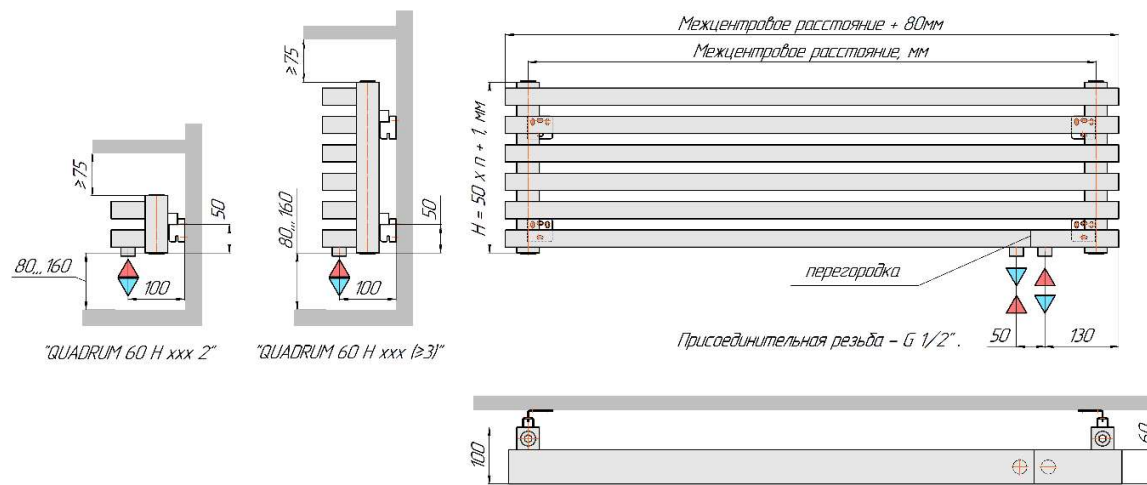 ≥75
50
80...160
100
"QUADRUM 60 H xxx 2"
≥75
50
80...160
100
"QUADRUM 60 H xxx (≥3)"
Межцентровое расстояние + 80мм
Межцентровое расстояние, мм
H = 50 x n + 1, мм
перегородка
Присоединительная резьба – G 1/2".
50
130
100
60